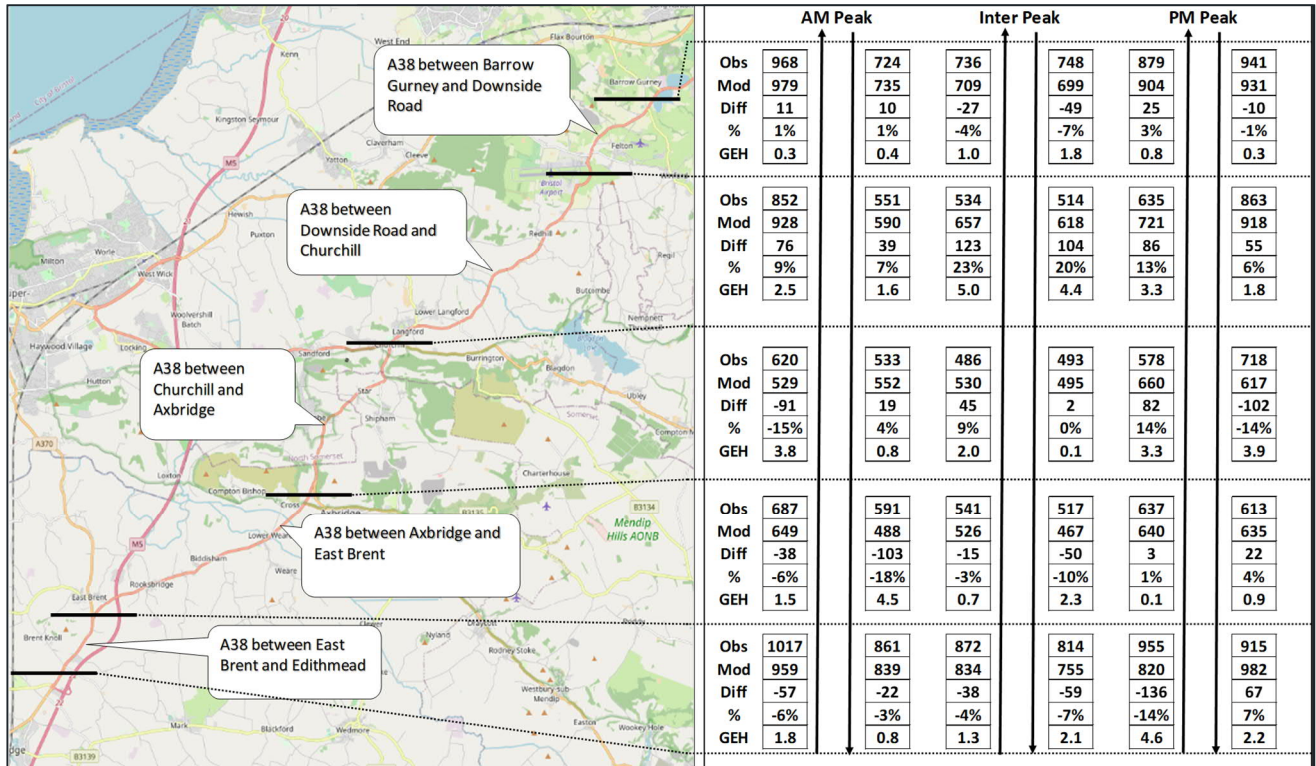 AM Peak Inter Peak PM Peak
A38 between Barrow
Gurney and Downside
Road
Obs 968 724 736 748 879 941
Mod 979 735 709 699 904 931
Diff 11 10 -27 -49 25 -10
% 1% 1% -4% -7% 3% -1%
GEH 0.3 0.4 1.0 1.8 0.8 0.3
A38 between
Downside Road and
Churchill
Obs 852 551 534 514 635 863
Mod 928 590 657 618 721 918
Diff 76 39 123 104 86 55
% 9% 7% 23% 20% 13% 6%
GEH 2.5 1.6 5.0 4.4 3.3 1.8
A38 between
Churchill and
Axbridge
Obs 620 533 486 493 578 718
Mod 529 552 530 495 660 617
Diff -91 19 45 2 82 -102
% -15% 4% 9% 0% 14% -14%
GEH 3.8 0.8 2.0 0.1 3.3 3.9
A38 between Axbridge and
East Brent
Obs 687 591 541 517 637 613
Mod 649 488 526 467 640 635
Diff -38 -103 -15 -50 3 22
% -6% -18% -3% -10% 1% 4%
GEH 1.5 4.5 0.7 2.3 0.1 0.9
A38 between East
Brent and Edithmead
Obs 1017 861 872 814 955 915
Mod 959 839 834 755 820 982
Diff -57 -22 -38 -59 -136 67
% -6% -3% -4% -7% -14% 7%
GEH 1.8 0.8 1.3 2.1 4.6 2.2
Flax Bourton
West End
Kenn
Barrow Gurney
Kingston Seymour
Claverham
Cleeve
Yatton
Felton
M5
Bristol
Airport
Hewish
Puxton
Redhill
Regil
Milton
Worle
West Wick
Butcombe
Woolvershill
Batch
Lower Langford
Nempnett
Langford
Haywood Village
Locking
Sandford
Burrington
Blagdon
Hutton
Star
Ubley
Shipham
Somerset
Compton M
A370
North Somerset
Loxton
Charterhouse
Compton Bishop
Cross
Axbridge
B3135
B3134
Mendip
Hills AONB
M5
Lower Weare
Biddisham
Weare
Rooksbridge
East Brent
Brent Knoll
Draycott
Nyland
Rodney Stoke
Westbury-sub-
Mendip
Mark
Blackford
Wedmore
Easton
Wookey Hole
B3139